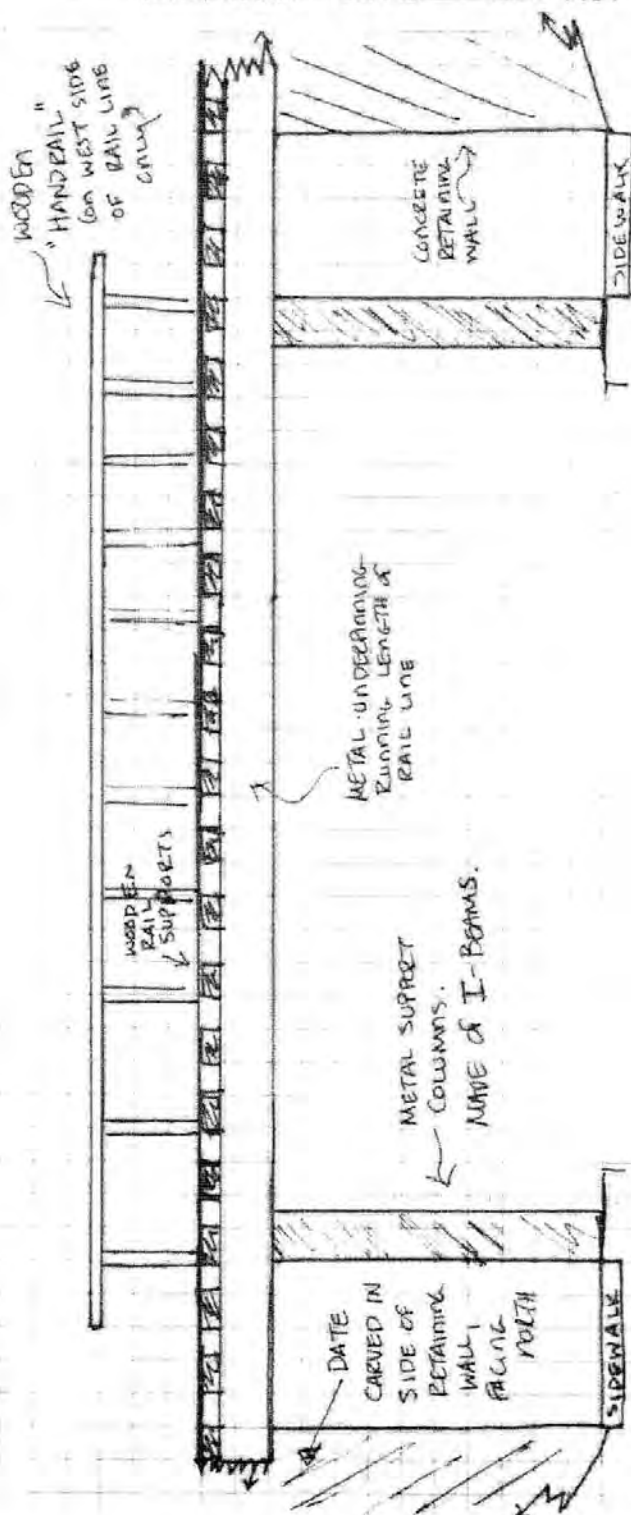 WOODEN
"HANDRAIL"
(ON WEST SIDE
OF RAIL LINE
ONLY)
WOODEN
RAIL
SUPPORTS
METAL UNDERPINNING
RUNNING LENGTH OF
RAIL LINE
CONCRETE
RETAINING
WALL
SIDEWALK
METAL SUPPORT
COLUMNS.
MADE OF I-BEAMS.
DATE
CARVED IN
SIDE OF
RETAINING
WALL,
FACING
NORTH
SIDEWALK